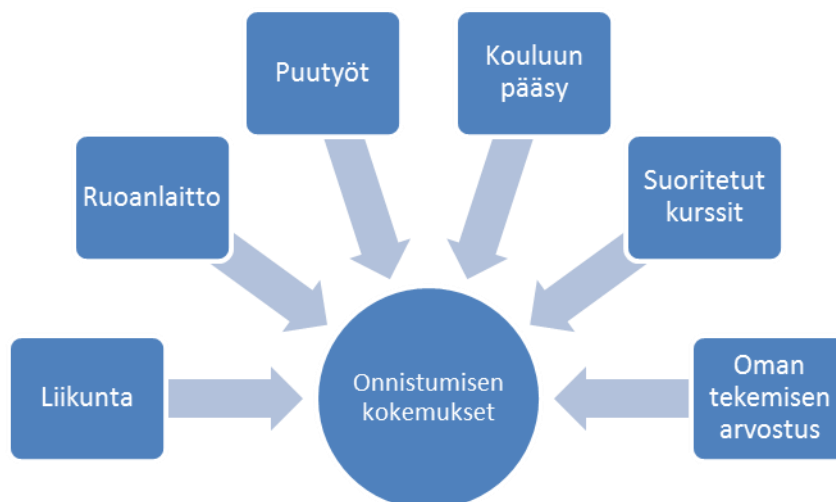 Puutyöt
Kouluun
pääsy
Ruoanlaitto
Suoritetut
kurssit
Liikunta
Onnistumisen
kokemukset
Oman
tekemisen
arvostus